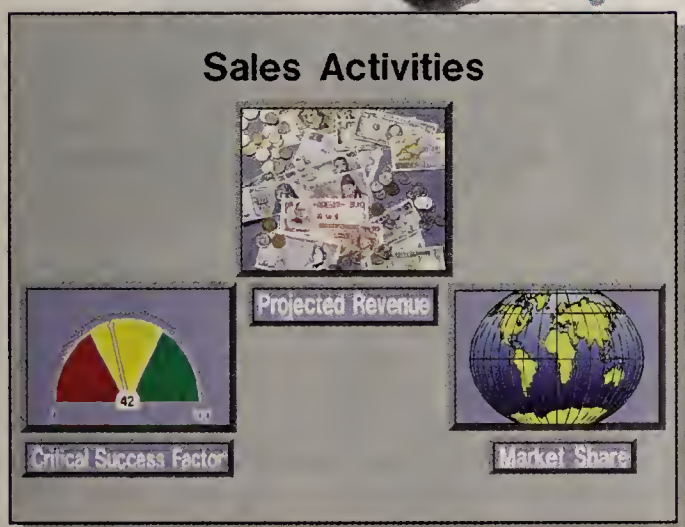 Sales Activities
Projected Revenue
42
Critical Success Factor
Market Share